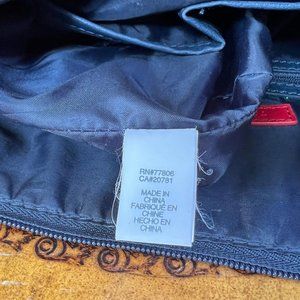 RN#77806
CA#20781
MADE IN
CHINA
FABRIQUÉ EN
CHINE
HECHO EN
CHINA